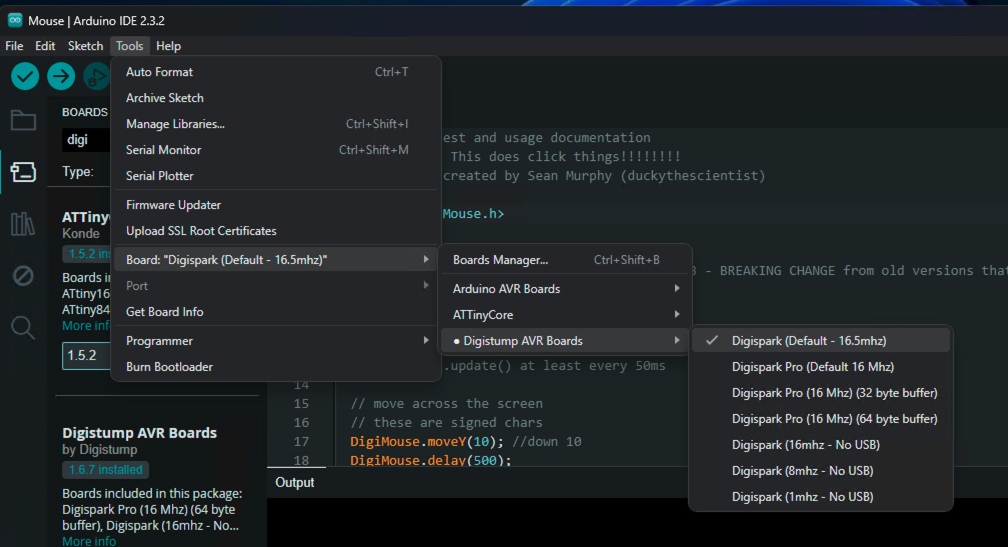 Mouse | Arduino IDE 2.3.2
File Edit Sketch Tools Help
Auto Format Ctrl+T
Archive Sketch
Manage Libraries... Ctrl+Shift+I
Serial Monitor Ctrl+Shift+M
Serial Plotter
Firmware Updater
Upload SSL Root Certificates
Board: "Digispark (Default - 16.5mhz)"
Port
Get Board Info
Programmer
Burn Bootloader
Boards Manager... Ctrl+Shift+B
Arduino AVR Boards
ATTinyCore
● Digistump AVR Boards
Digispark (Default - 16.5mhz)
Digispark Pro (Default 16 Mhz)
Digispark Pro (16 Mhz) (32 byte buffer)
Digispark Pro (16 Mhz) (64 byte buffer)
Digispark (16mhz - No USB)
Digispark (8mhz - No USB)
Digispark (1mhz - No USB)
BOARDS
digi
Type:
ATTiny
Konde
1.5.2 ins
Boards in
ATtiny16
ATTiny84
More info
1.5.2
Digistump AVR Boards
by Digistump
1.6.7 installed
Boards included in this package:
Digispark Pro (16 Mhz) (64 byte
buffer), Digispark (16mhz - No...
More info
est and usage documentation
This does click things!!!!!!!!
created by Sean Murphy (duckythescientist)
Mouse.h>
- BREAKING CHANGE from old versions that
.update() at least every 50ms
14
15 // move across the screen
16 // these are signed chars
17 DigiMouse.moveY(10); //down 10
18 DigiMouse.delay(500);
Output